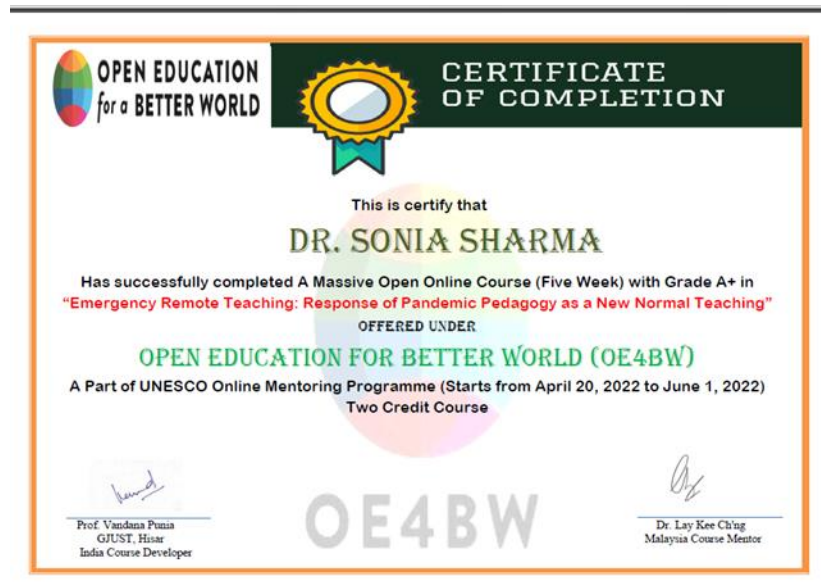 OPEN EDUCATION
for a BETTER WORLD
CERTIFICATE
OF COMPLETION
This is certify that
DR. SONIA SHARMA
Has successfully completed A Massive Open Online Course (Five Week) with Grade A+ in
“Emergency Remote Teaching: Response of Pandemic Pedagogy as a New Normal Teaching”
OFFERED UNDER
OPEN EDUCATION FOR BETTER WORLD (OE4BW)
A Part of UNESCO Online Mentoring Programme (Starts from April 20, 2022 to June 1, 2022)
Two Credit Course
OE4BW
Prof. Vandana Punia
GJUST, Hisar
India Course Developer
Dr. Lay Kee Ch'ng
Malaysia Course Mentor